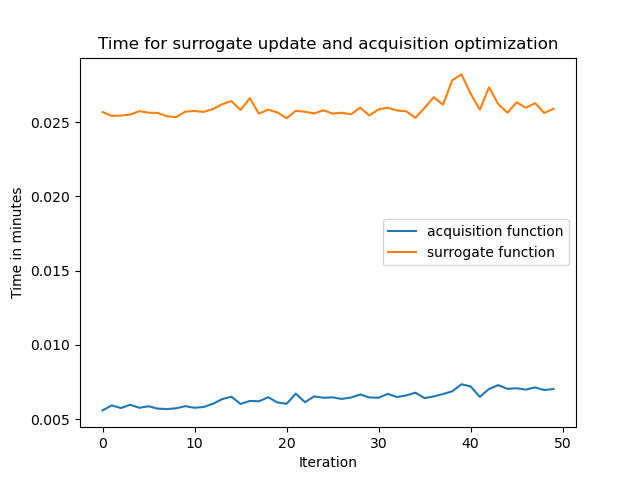 Time for surrogate update and acquisition optimization
Time in minutes
0.025
0.020
0.015
0.010
0.005
acquisition function
surrogate function
0 10 20 30 40 50
Iteration